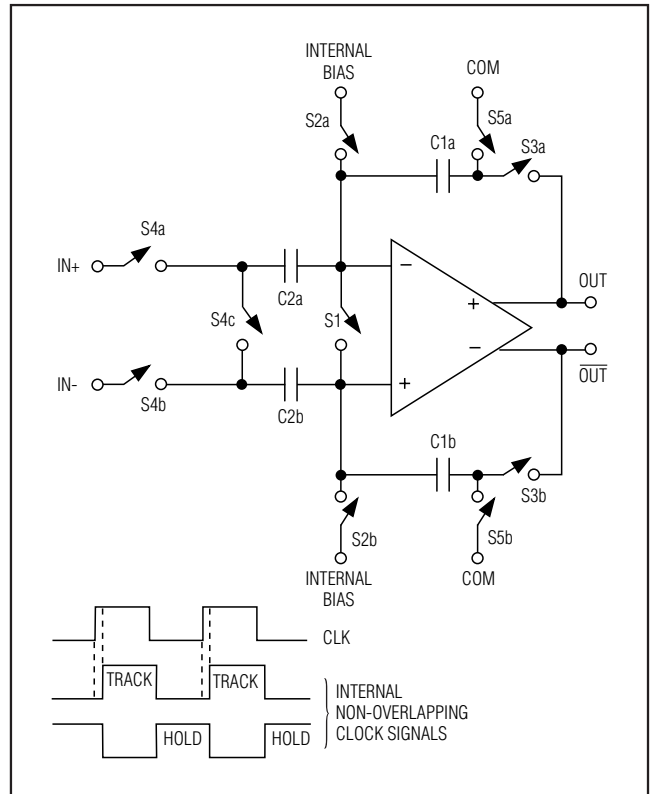 INTERNAL
BIAS
COM
S2a
S5a
C1a
S3a
S4a
IN+
C2a
OUT
S4c
S1
IN-
S4b
C2b
OUT
C1b
S3b
S2b
S5b
INTERNAL
BIAS
COM
CLK
TRACK
TRACK
HOLD
HOLD
INTERNAL
NON-OVERLAPPING
CLOCK SIGNALS